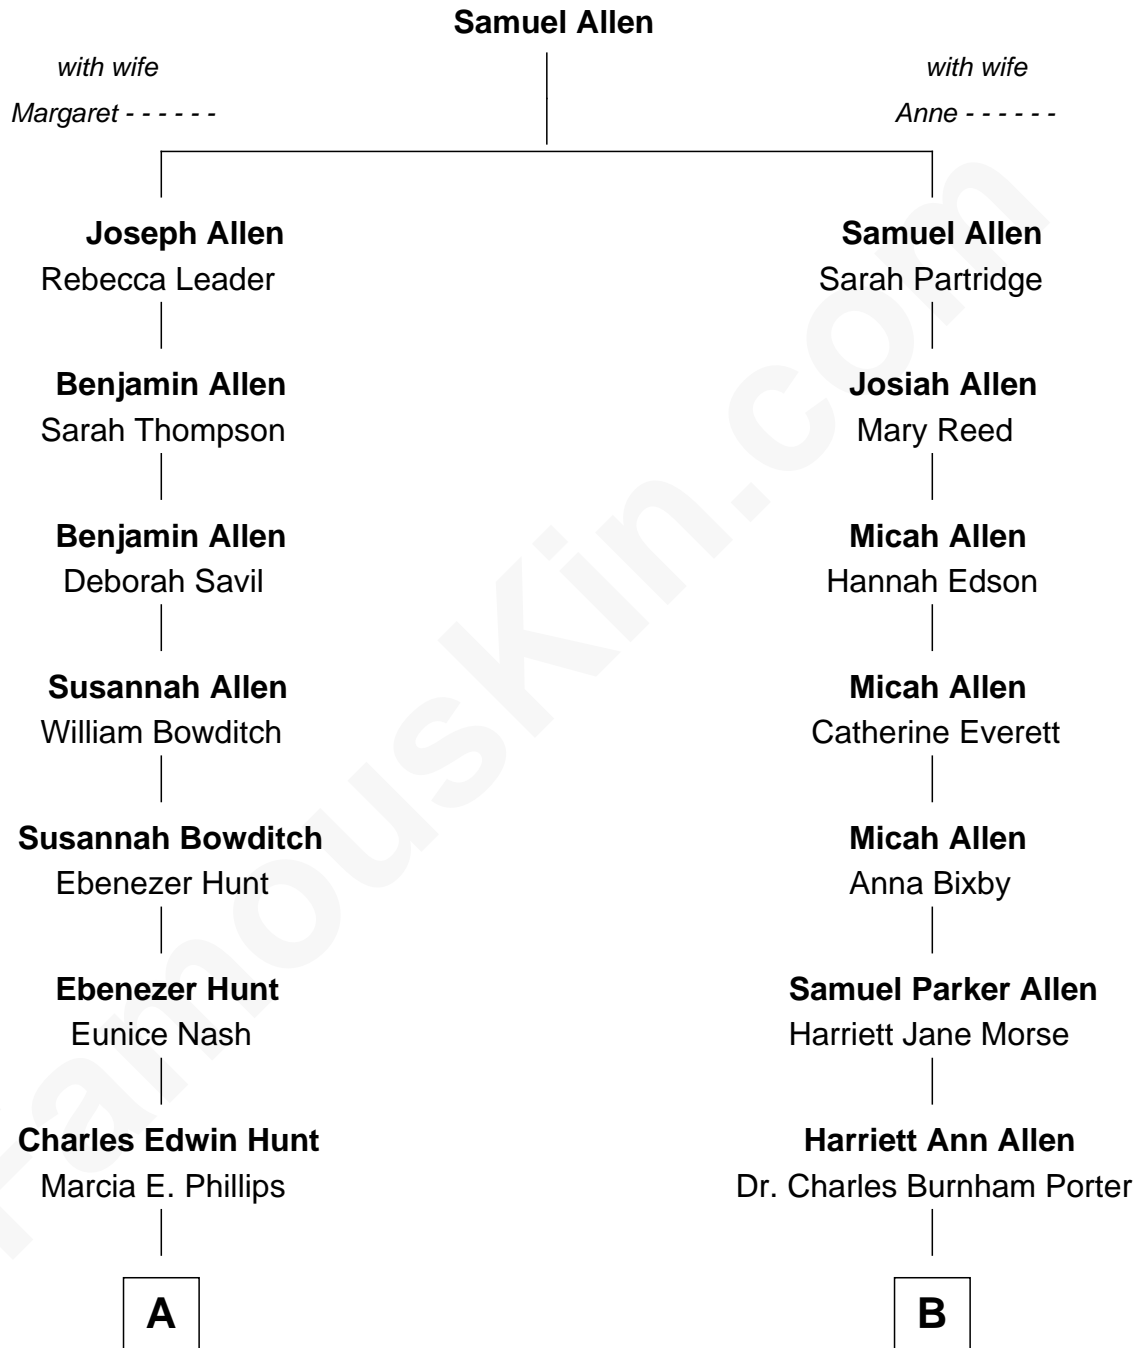 Samuel Allen
with wife
Margaret - - - - - -
with wife
Anne - - - - - -
Joseph Allen
Rebecca Leader
Benjamin Allen
Sarah Thompson
Benjamin Allen
Deborah Savil
Susannah Allen
William Bowditch
Susannah Bowditch
Ebenezer Hunt
Ebenezer Hunt
Eunice Nash
Charles Edwin Hunt
Marcia E. Phillips
A
Samuel Allen
Sarah Partridge
Josiah Allen
Mary Reed
Micah Allen
Hannah Edson
Micah Allen
Catherine Everett
Micah Allen
Anna Bixby
Samuel Parker Allen
Harriett Jane Morse
Harriett Ann Allen
Dr. Charles Burnham Porter
B
FamousKin.com